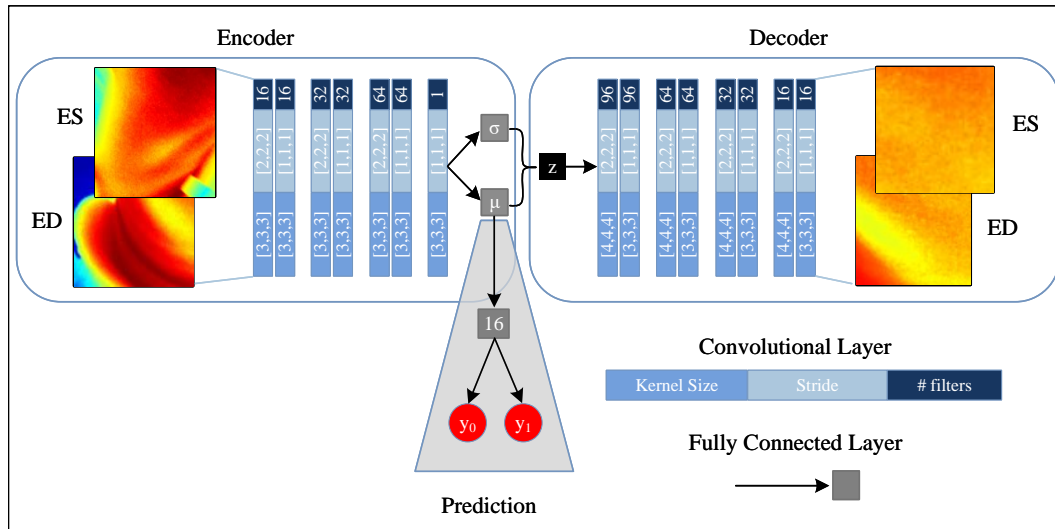 Encoder
Decoder
ES
ED
[3,3,3] [2,2,2] 16
[3,3,3] [1,1,1] 16
[3,3,3] [2,2,2] 32
[3,3,3] [1,1,1] 32
[3,3,3] [2,2,2] 64
[3,3,3] [1,1,1] 64
[3,3,3] [1,1,1] 1
σ
μ
z
[4,4,4] [2,2,2] 96
[3,3,3] [1,1,1] 96
[4,4,4] [2,2,2] 64
[3,3,3] [1,1,1] 64
[4,4,4] [2,2,2] 32
[3,3,3] [1,1,1] 32
[4,4,4] [2,2,2] 16
[3,3,3] [1,1,1] 16
ES
ED
16
y₀ y₁
Prediction
Convolutional Layer
Kernel Size Stride # filters
Fully Connected Layer